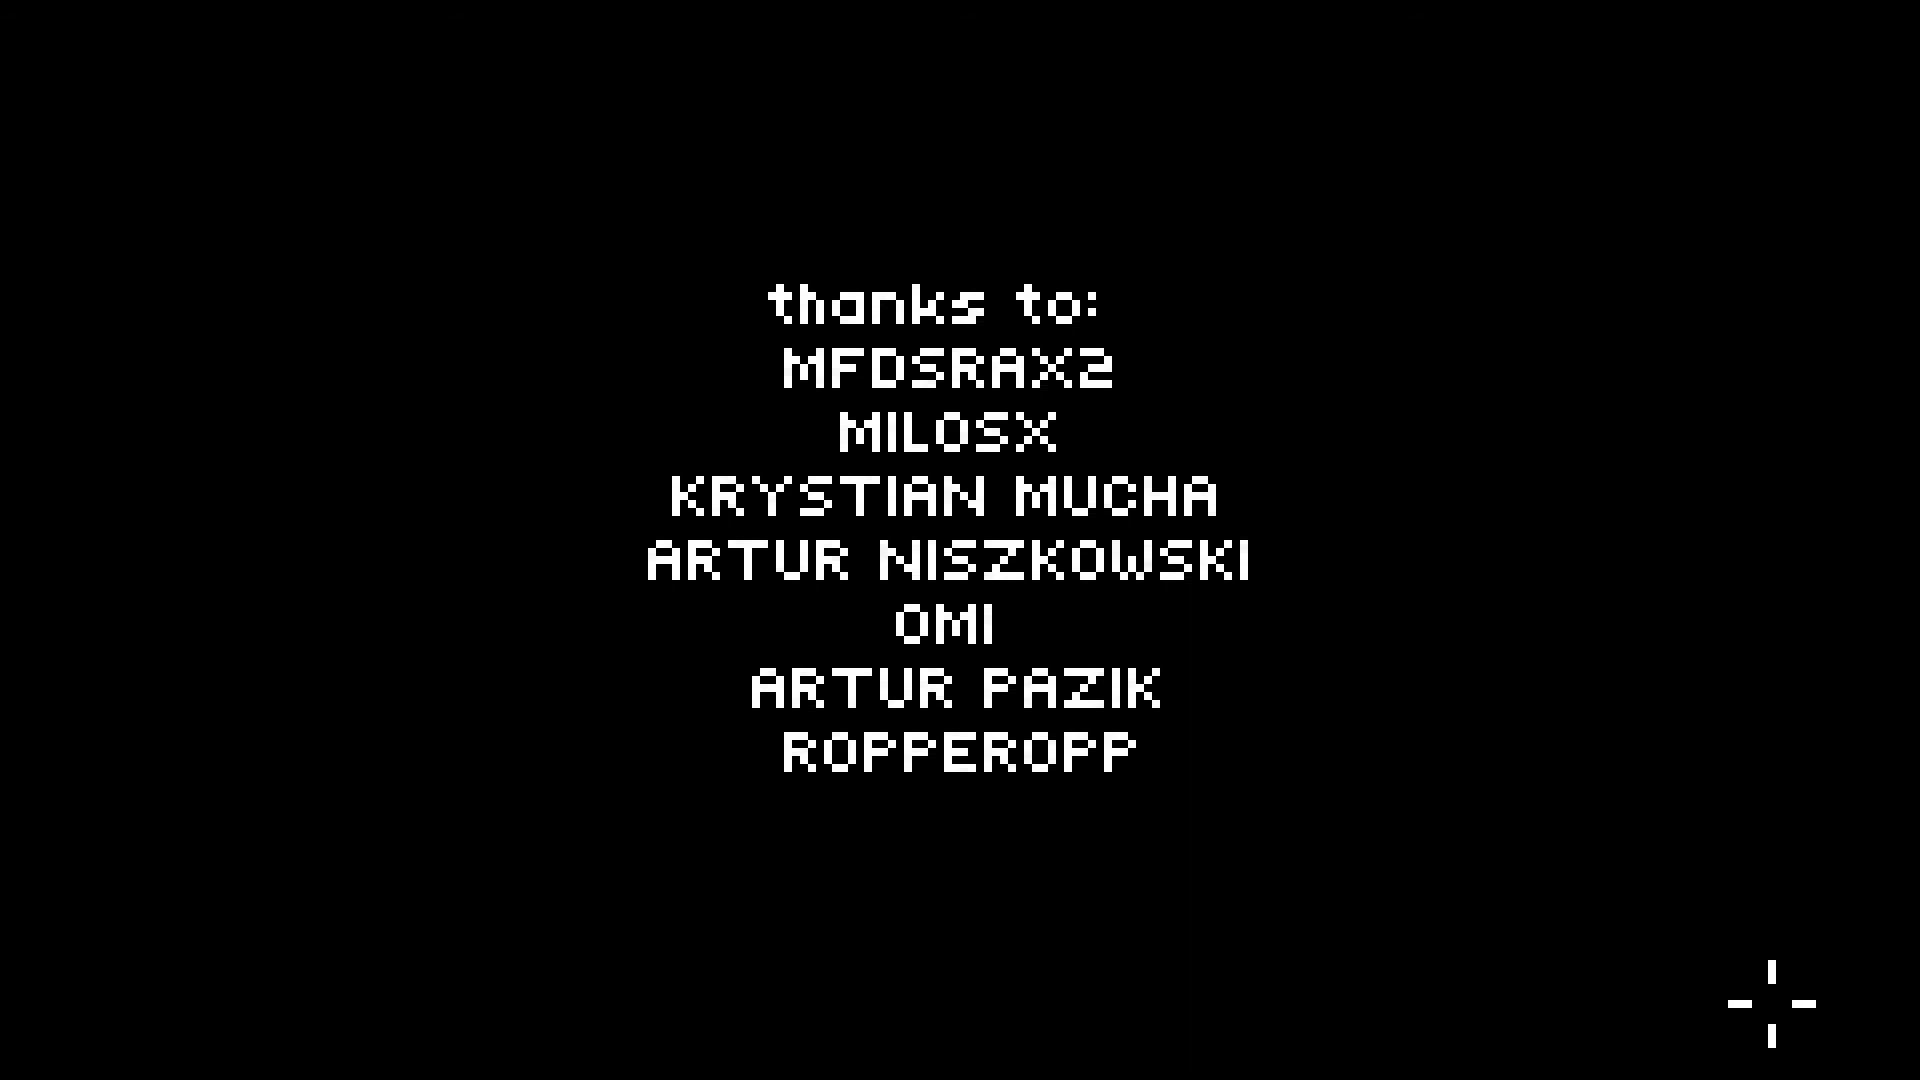 thanks to:
MFDSRAX2
MILOSX
KRYSTIAN MUCHA
ARTUR NISZKOWSKI
OMI
ARTUR PAZIK
ROPPEROPP